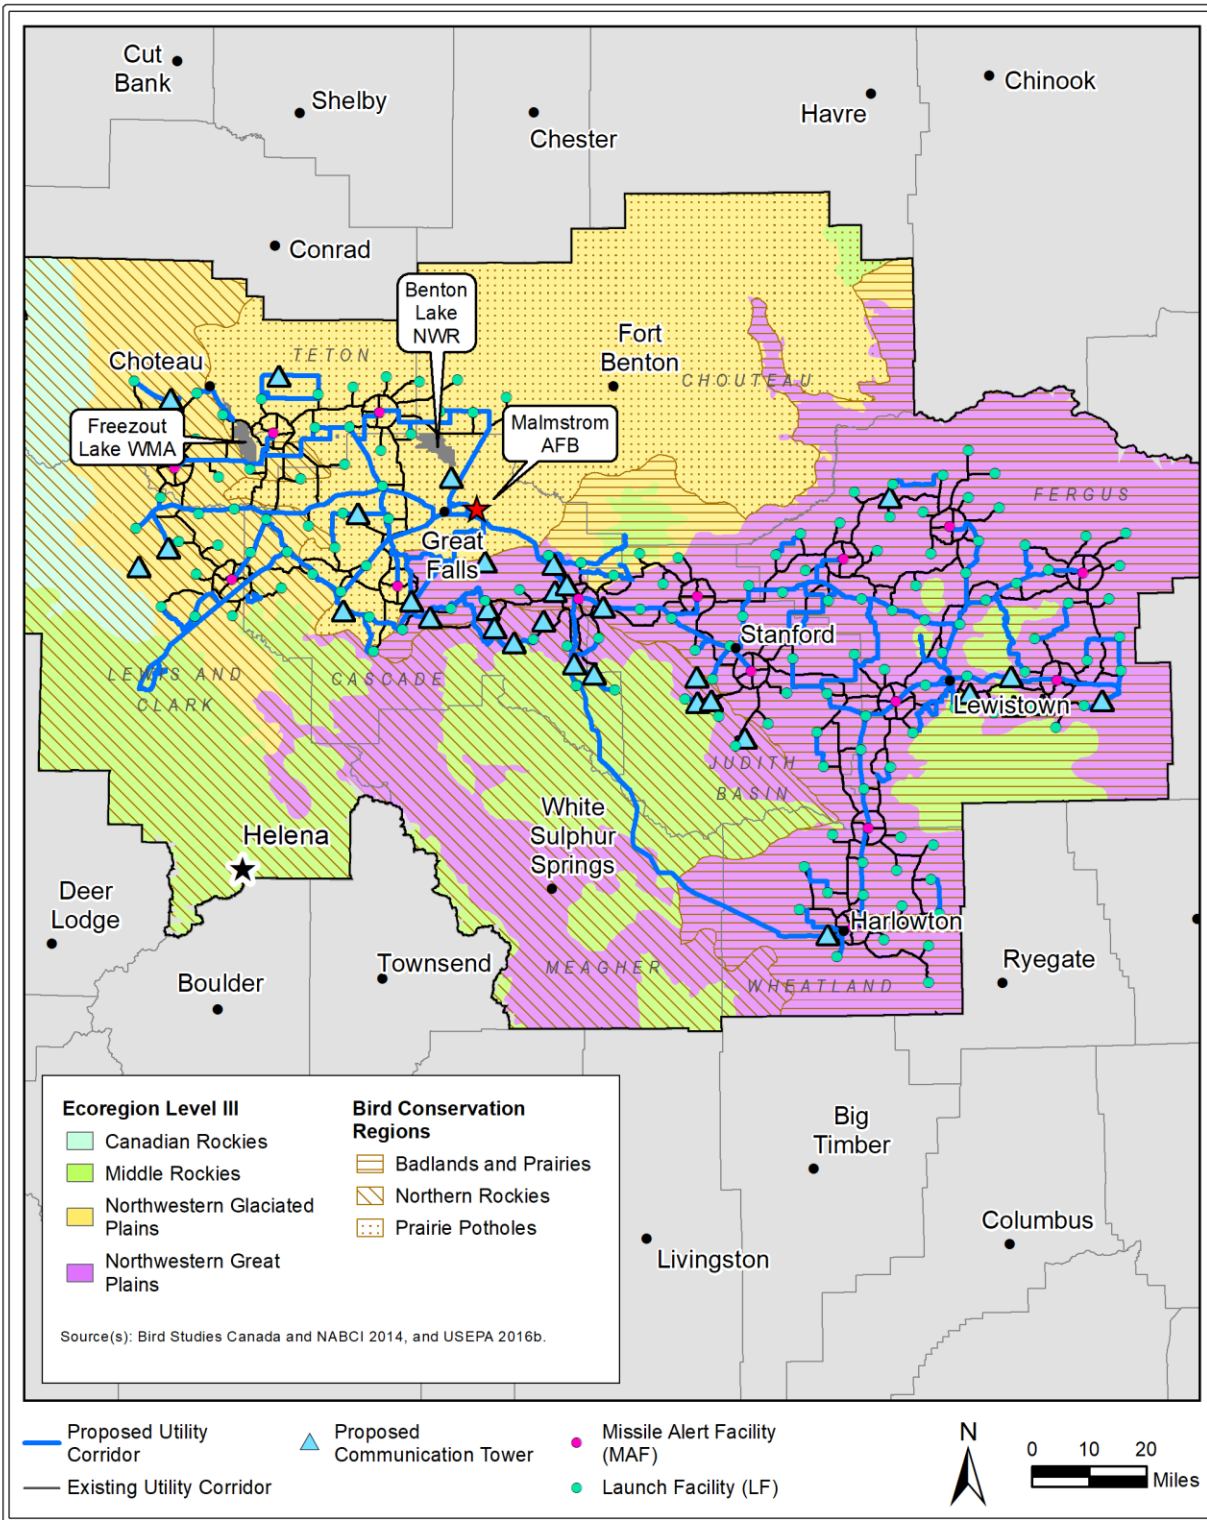 Cut
Bank
Shelby
Chester
Havre
Chinook
Conrad
Benton
Lake
NWR
Fort
Benton
Choteau
TETON
CHOUTEAU
Freezout
Lake WMA
Malmstrom
AFB
FERGUS
Great
Falls
Stanford
LEWIS AND
CLARK
CASCADE
Lewistown
JUDITH
BASIN
White
Sulphur
Springs
Helena
Deer
Lodge
Harlowton
Townsend
MEAGHER
WHEATLAND
Ryegate
Boulder
Ecoregion Level III
Canadian Rockies
Middle Rockies
Northwestern Glaciated
Plains
Northwestern Great
Plains
Bird Conservation
Regions
Badlands and Prairies
Northern Rockies
Prairie Potholes
Source(s): Bird Studies Canada and NABCI 2014, and USEPA 2016b.
Big
Timber
Columbus
Livingston
Proposed Utility
Corridor
Existing Utility Corridor
Proposed
Communication Tower
Missile Alert Facility
(MAF)
Launch Facility (LF)
N
0 10 20
Miles